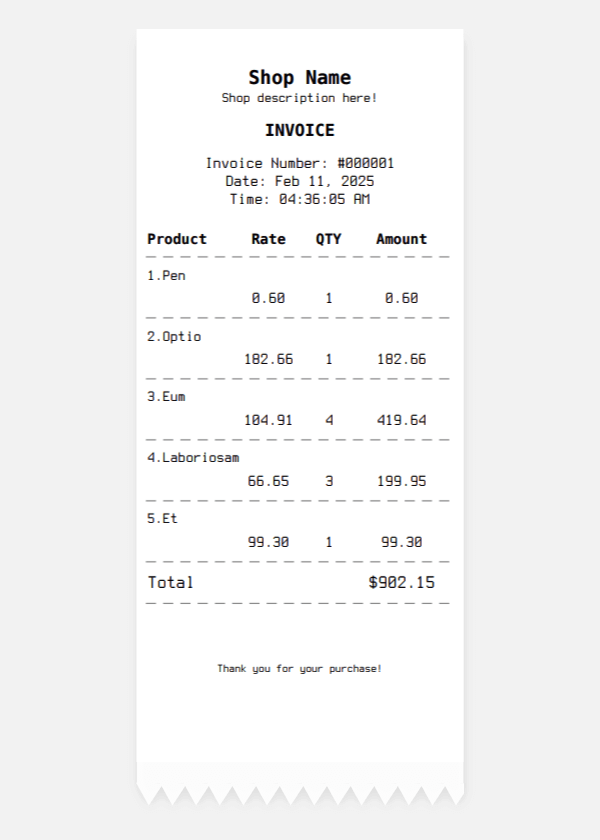 Shop Name
Shop description here!
INVOICE
Invoice Number: #000001
Date: Feb 11, 2025
Time: 04:36:05 AM
Product Rate QTY Amount
1.Pen
0.60 1 0.60
2.Optio
182.66 1 182.66
3.Eum
104.91 4 419.64
4.Laboriosam
66.65 3 199.95
5.Et
99.30 1 99.30
Total $902.15
Thank you for your purchase!